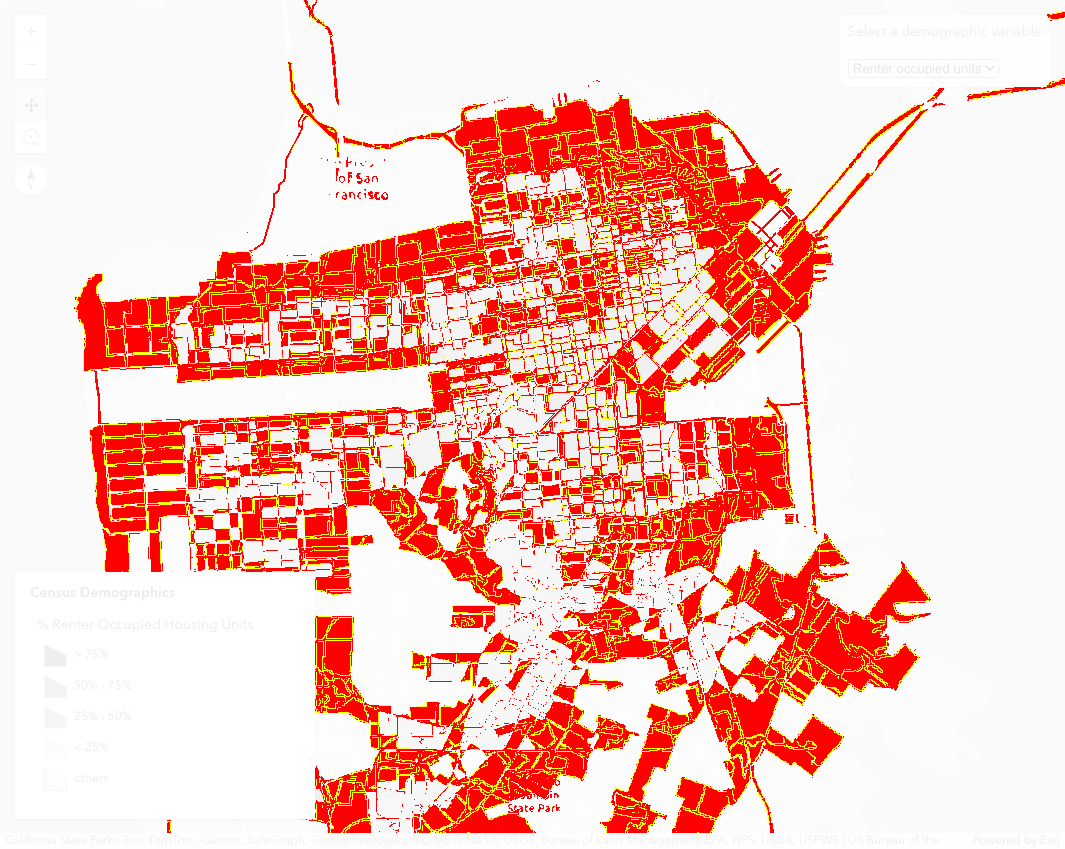 +
−
Select a demographic variable
Renter occupied units
of San
Francisco
Census Demographics
% Renter Occupied Housing Units
> 75%
50% - 75%
25% - 50%
< 25%
others
State Park
California State Parks, Esri, TomTom, Garmin, SafeGraph, GeoTechnologies, Inc, METI/NASA, USGS, Bureau of Land Management, EPA, NPS, USDA, USFWS | US Bureau of the ...
Powered by Esri